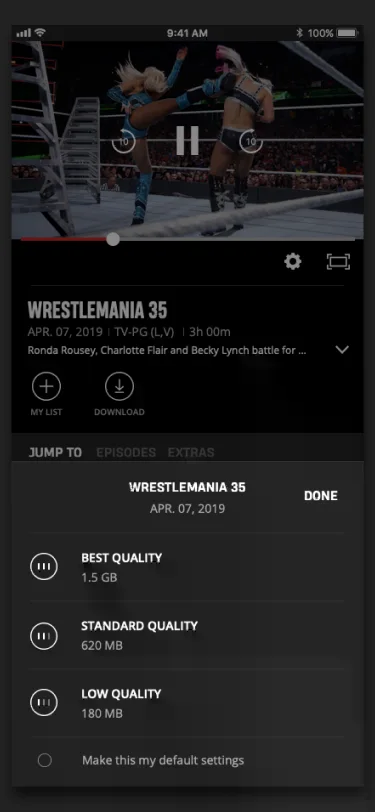 9:41 AM
100%
10
10
WRESTLEMANIA 35
APR. 07, 2019 | TV-PG (L,V) | 3h 00m
Ronda Rousey, Charlotte Flair and Becky Lynch battle for ...
MY LIST
DOWNLOAD
JUMP TO
EPISODES
EXTRAS
WRESTLEMANIA 35
DONE
APR. 07, 2019
BEST QUALITY
1.5 GB
STANDARD QUALITY
620 MB
LOW QUALITY
180 MB
Make this my default settings